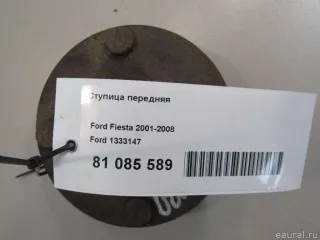 Ступица передняя
Ford Fiesta 2001-2008
Ford 1333147
81 085 589
eaural.ru